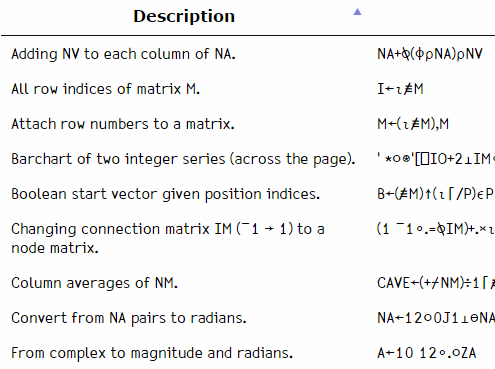 Description
Adding NV to each column of NA. NA+⍉(⌽⍴NA)⍴NV
All row indices of matrix M. I←⍳≢M
Attach row numbers to a matrix. M←(⍳≢M),M
Barchart of two integer series (across the page). ' *○⍟'[⎕IO+2⊥IM
Boolean start vector given position indices. B←(≢M)↑(⍳⌈/P)∊P
Changing connection matrix IM (¯1 → 1) to a (1 ¯1∘.=⍉IM)+.×⍳
node matrix.
Column averages of NM. CAVE←(+⌿NM)÷1⌈≢
Convert from NA pairs to radians. NA←12○0J1⊥⊖NA
From complex to magnitude and radians. A←10 12∘.○ZA